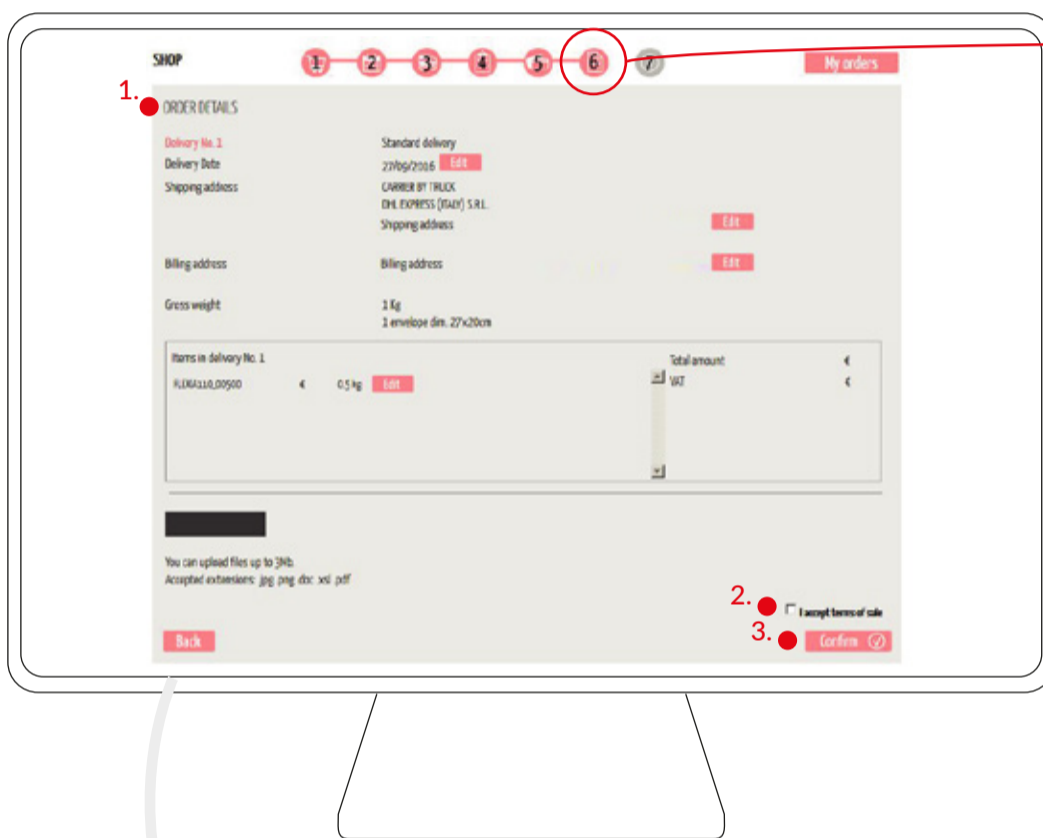 SHOP 1 2 3 4 5 6 7 My orders
1. ORDER DETAILS
Delivery No. 1 Standard delivery
Delivery Date 27/09/2016 Edit
Shipping address CARRIER BY TRUCK
DHL EXPRESS (ITALY) S.R.L.
Shipping address Edit
Billing address Billing address Edit
Gross weight 1 Kg
1 envelope dim. 27x20cm
Items in delivery No. 1 Total amount €
€ 0.5 kg Edit VAT €
You can upload files up to 3Mb.
Accepted extensions: jpg png doc xsl pdf
2. I accept terms of sale
Back 3. Confirm